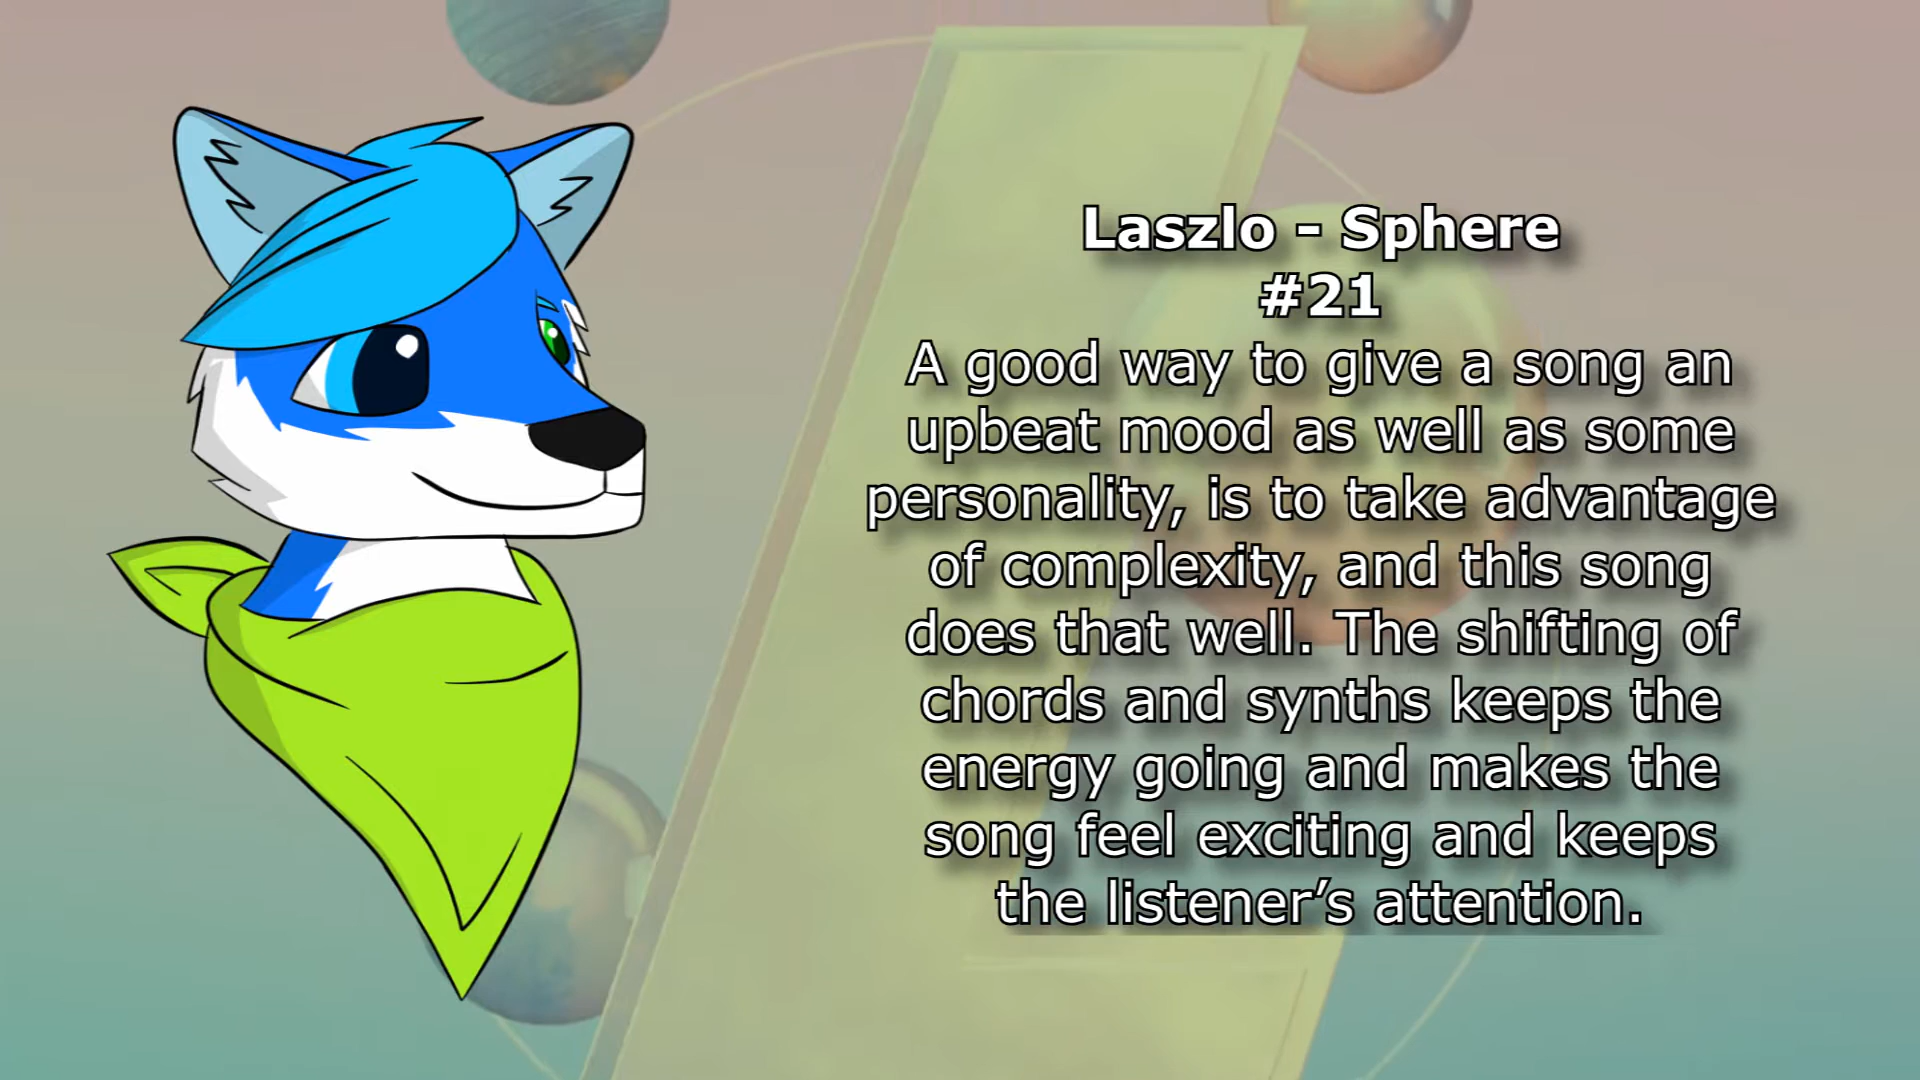 Laszlo - Sphere
#21
A good way to give a song an
upbeat mood as well as some
personality, is to take advantage
of complexity, and this song
does that well. The shifting of
chords and synths keeps the
energy going and makes the
song feel exciting and keeps
the listener’s attention.